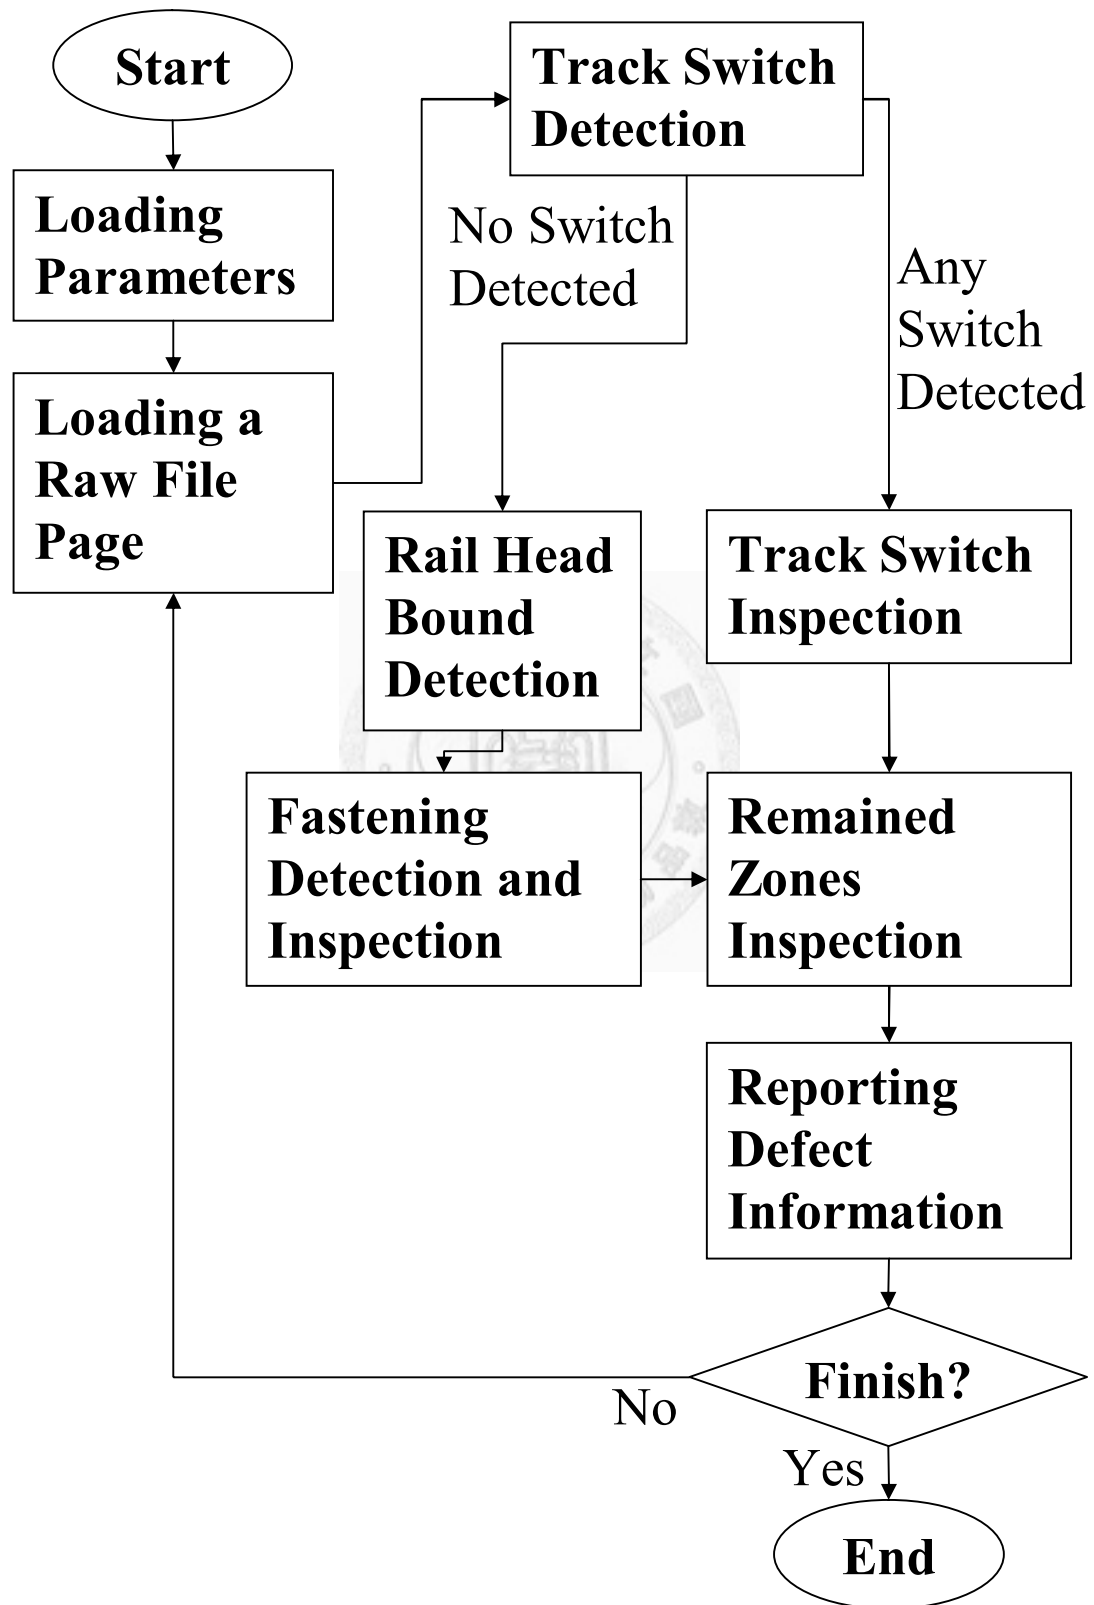 Start
Loading
Parameters
Loading a
Raw File
Page
Track Switch
Detection
No Switch
Detected
Any
Switch
Detected
Rail Head
Bound
Detection
Track Switch
Inspection
Fastening
Detection and
Inspection
Remained
Zones
Inspection
Reporting
Defect
Information
Finish?
No
Yes
End